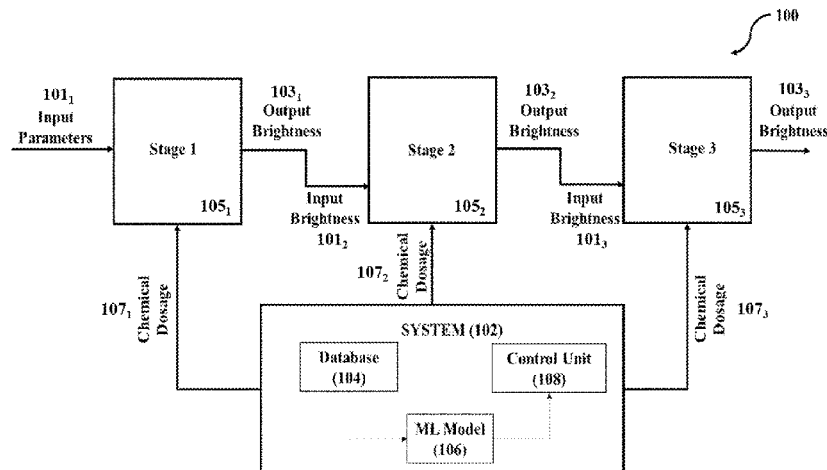 100
101₁
Input
Parameters
Stage 1
105₁
103₁
Output
Brightness
Input
Brightness
101₂
Stage 2
105₂
103₂
Output
Brightness
Input
Brightness
101₃
Stage 3
105₃
103₃
Output
Brightness
107₁
Chemical
Dosage
107₂
Chemical
Dosage
Chemical
Dosage
107₃
SYSTEM (102)
Database
(104)
Control Unit
(108)
ML Model
(106)